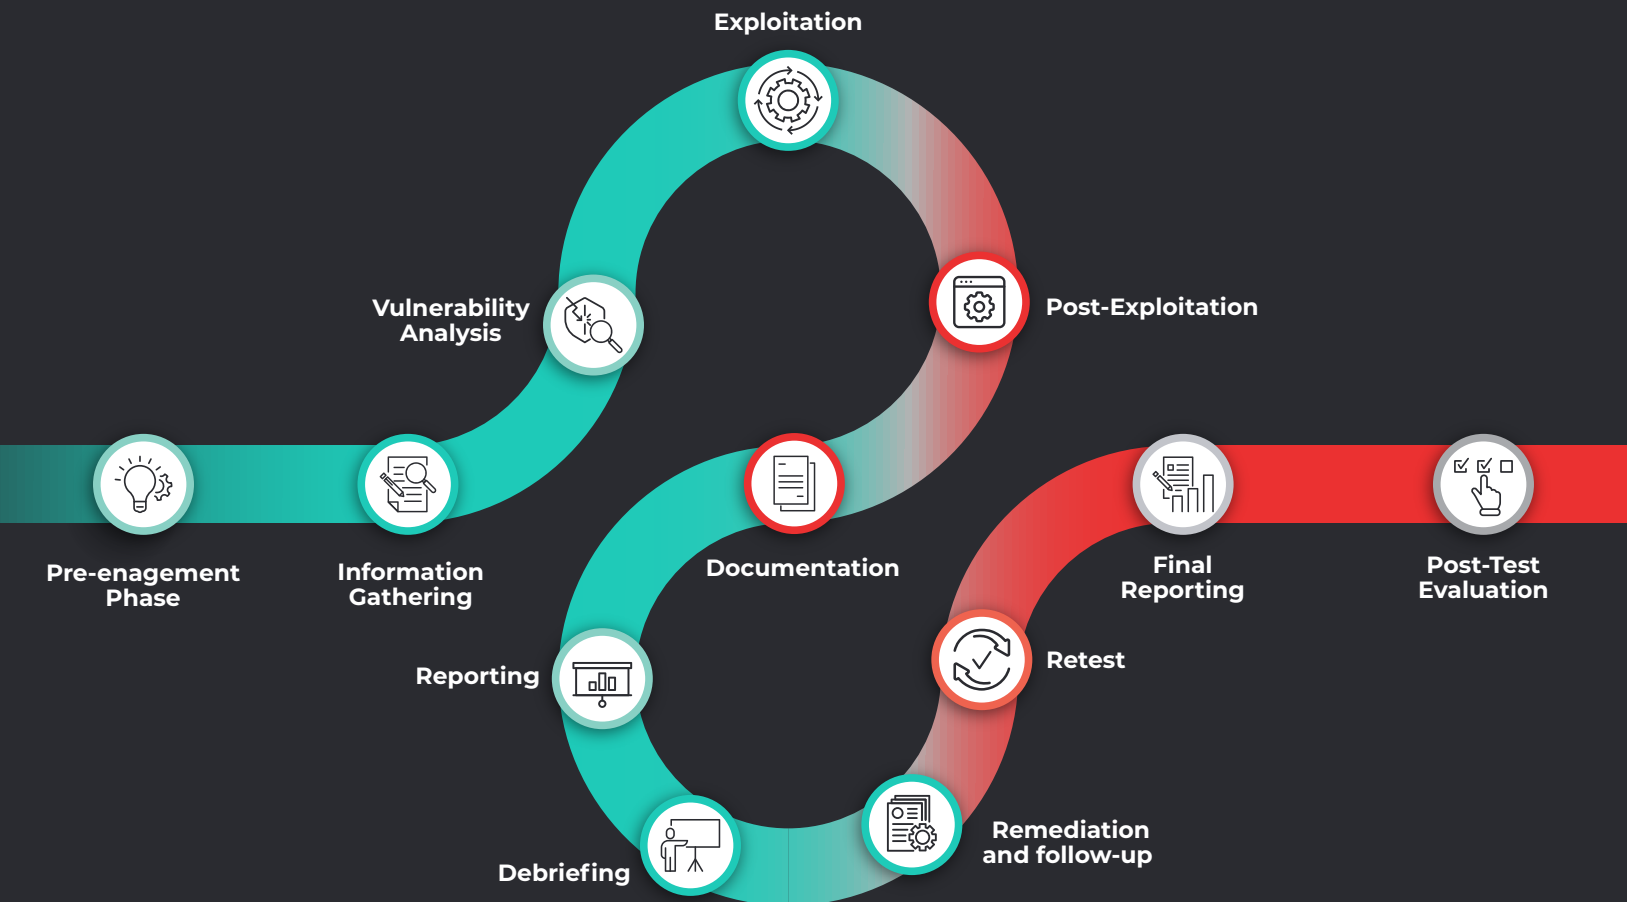 Exploitation
Vulnerability
Analysis
Post-Exploitation
Pre-enagement
Phase
Information
Gathering
Documentation
Final
Reporting
Post-Test
Evaluation
Reporting
Retest
Debriefing
Remediation
and follow-up